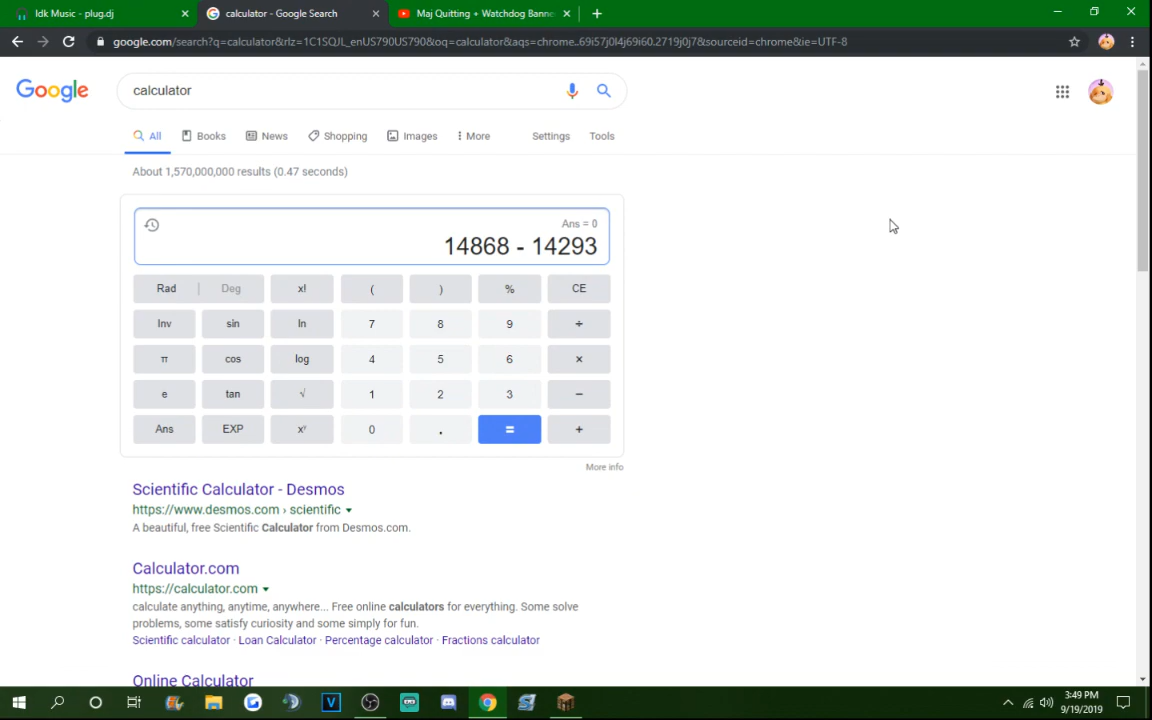 Idk Music - plug.dj
calculator - Google Search
Maj Quitting + Watchdog Banne
google.com/search?q=calculator&rlz=1C1SQJL_enUS790US790&oq=calculator&aqs=chrome..69i57j0l4j69i60.2719j0j7&sourceid=chrome&ie=UTF-8
Google
calculator
All Books News Shopping Images More Settings Tools
About 1,570,000,000 results (0.47 seconds)
Ans = 0
14868 - 14293
Rad | Deg x! ( ) % CE
Inv sin ln 7 8 9 ÷
π cos log 4 5 6 ×
e tan √ 1 2 3 −
Ans EXP xʸ 0 . = +
More info
Scientific Calculator - Desmos
https://www.desmos.com › scientific
A beautiful, free Scientific Calculator from Desmos.com.
Calculator.com
https://calculator.com
calculate anything, anytime, anywhere... Free online calculators for everything. Some solve
problems, some satisfy curiosity and some simply for fun.
Scientific calculator · Loan Calculator · Percentage calculator · Fractions calculator
Online Calculator
3:49 PM
9/19/2019